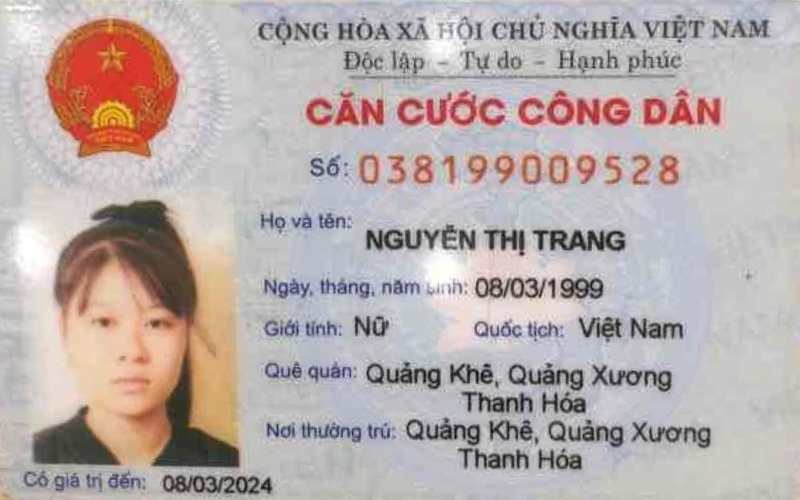 CỘNG HÒA XÃ HỘI CHỦ NGHĨA VIỆT NAM
Độc lập – Tự do – Hạnh phúc
CĂN CƯỚC CÔNG DÂN
Số: 038199009528
Họ và tên: NGUYỄN THỊ TRANG
Ngày, tháng, năm sinh: 08/03/1999
Giới tính: Nữ Quốc tịch: Việt Nam
Quê quán: Quảng Khê, Quảng Xương
Thanh Hóa
Nơi thường trú: Quảng Khê, Quảng Xương
Thanh Hóa
Có giá trị đến: 08/03/2024